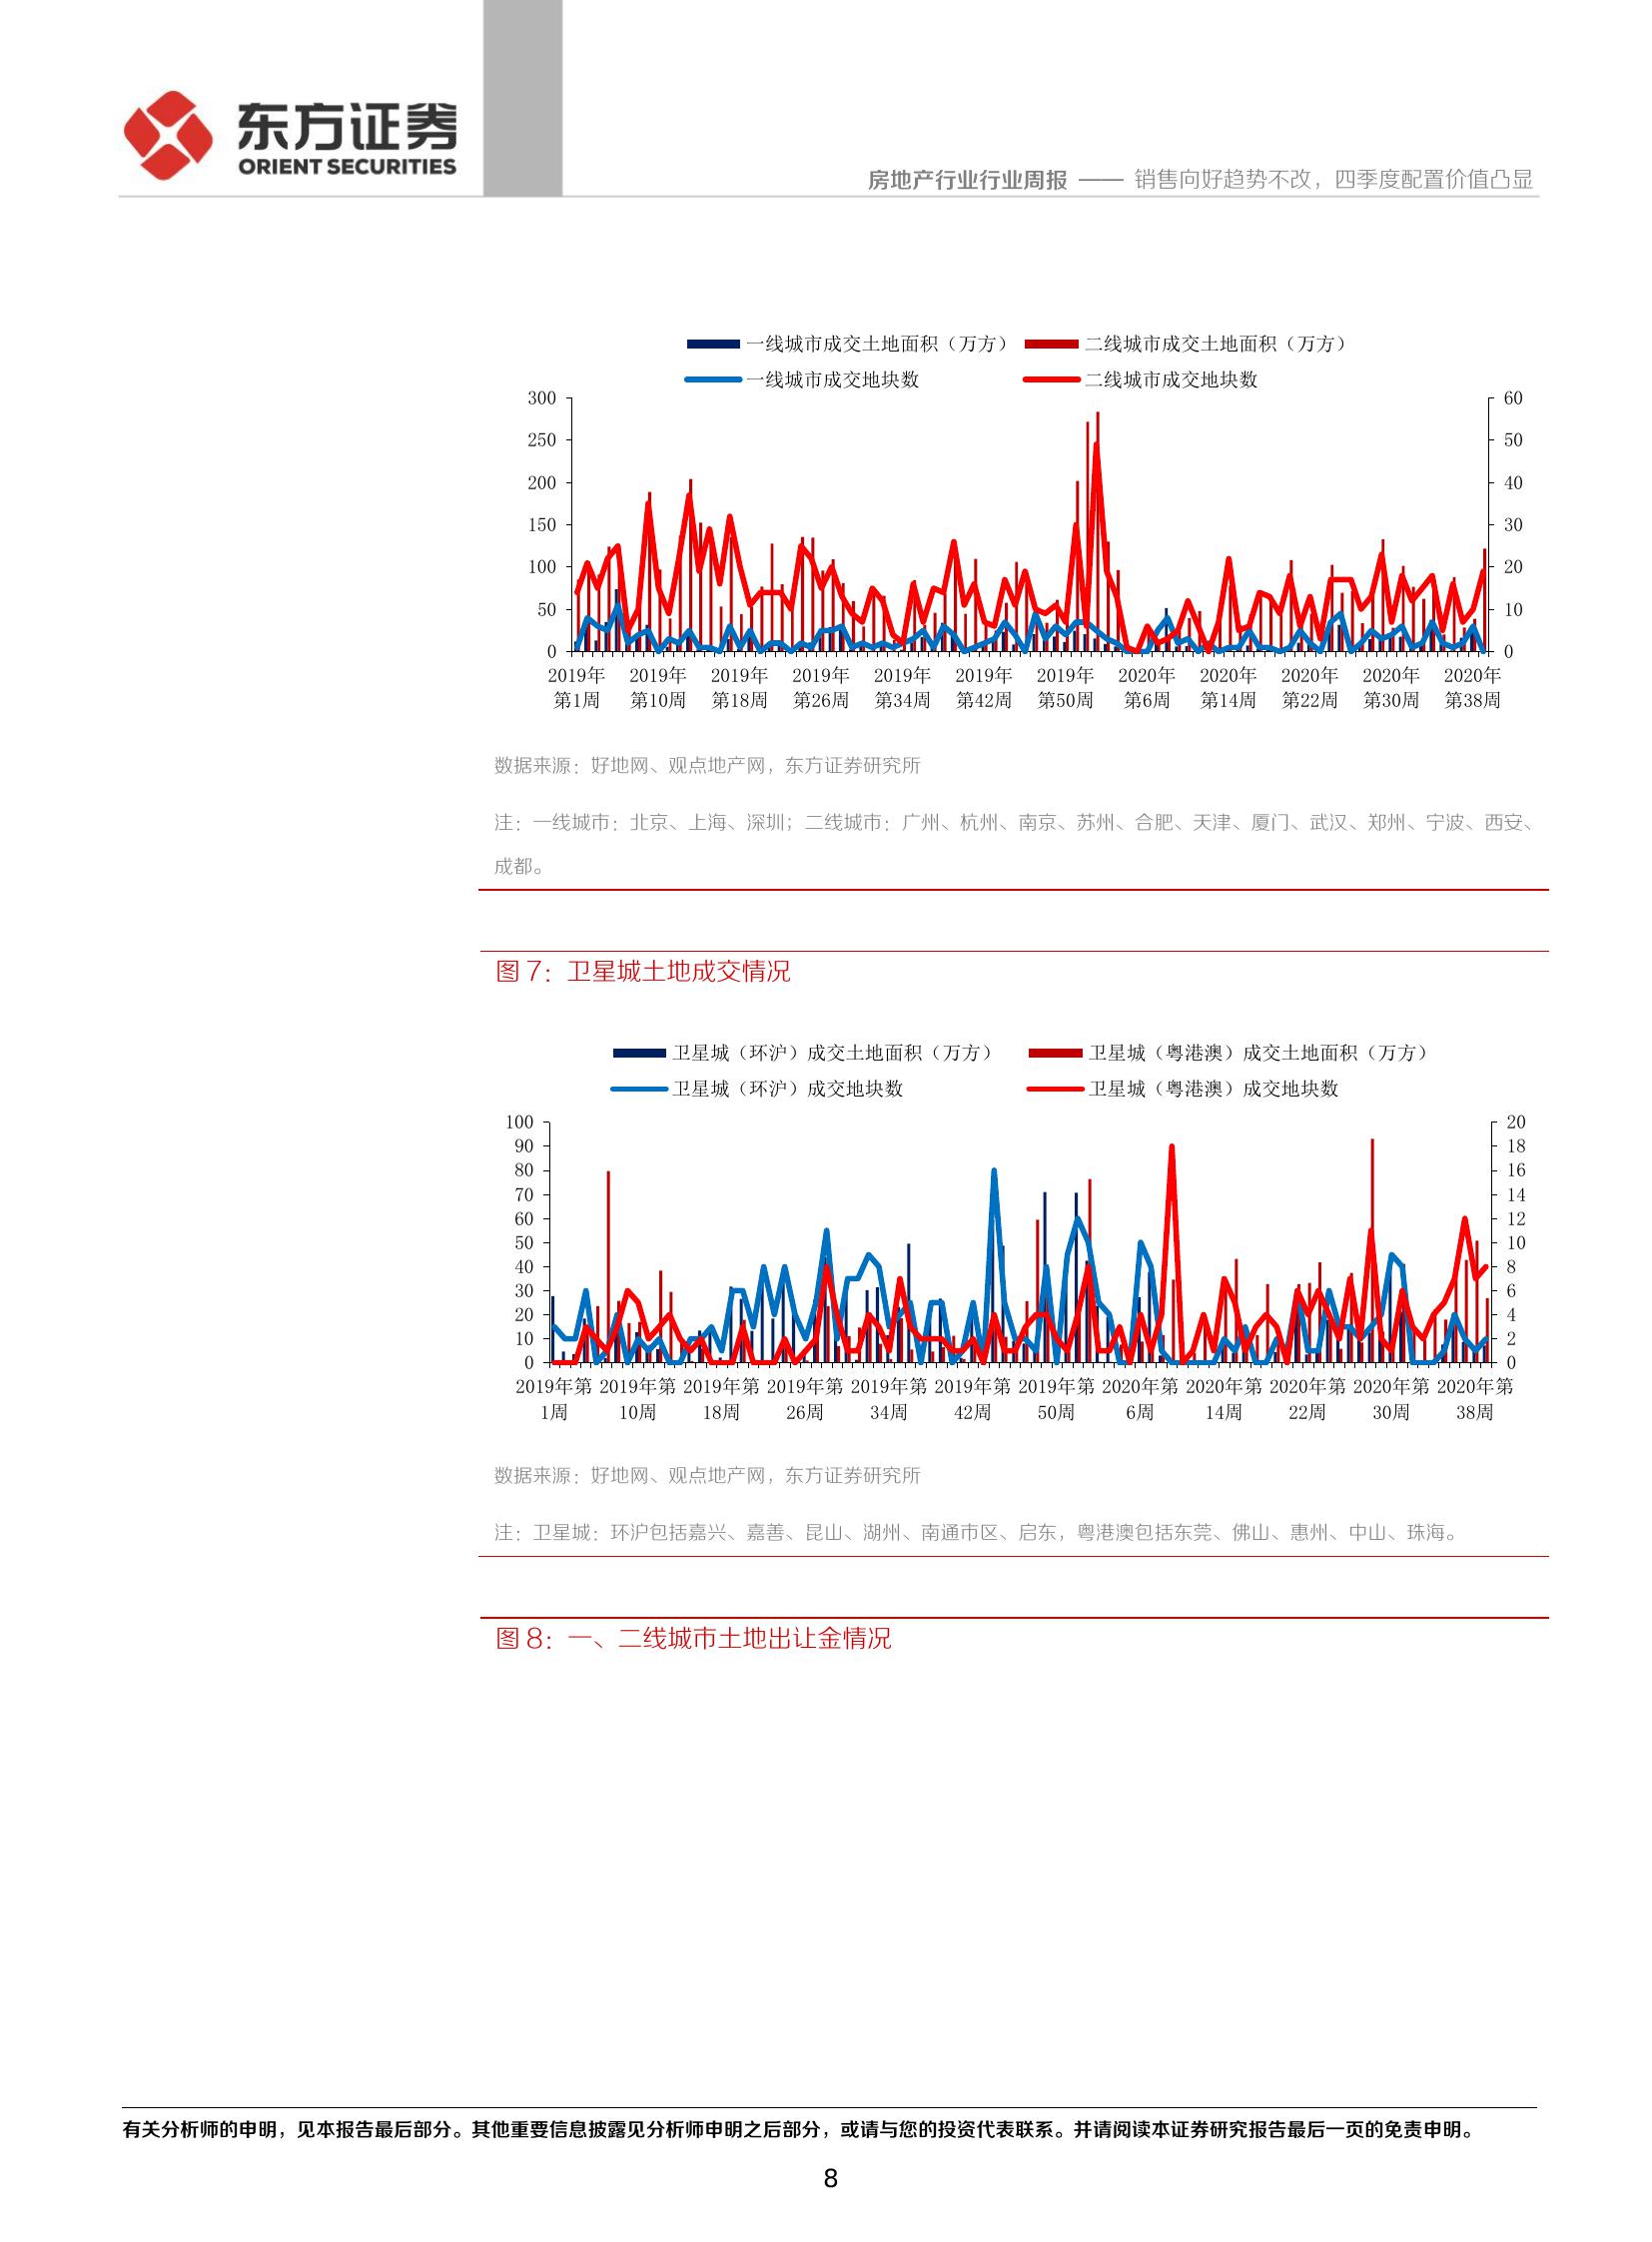 东方证券
ORIENT SECURITIES
房地产行业行业周报 —— 销售向好趋势不改，四季度配置价值凸显
一线城市成交土地面积（万方） 二线城市成交土地面积（万方）
一线城市成交地块数 二线城市成交地块数
300 60
250 50
200 40
150 30
100 20
50 10
0 0
2019年 2019年 2019年 2019年 2019年 2019年 2019年 2020年 2020年 2020年 2020年 2020年
第1周 第10周 第18周 第26周 第34周 第42周 第50周 第6周 第14周 第22周 第30周 第38周
数据来源：好地网、观点地产网，东方证券研究所
注：一线城市：北京、上海、深圳；二线城市：广州、杭州、南京、苏州、合肥、天津、厦门、武汉、郑州、宁波、西安、
成都。
图 7：卫星城土地成交情况
卫星城（环沪）成交土地面积（万方） 卫星城（粤港澳）成交土地面积（万方）
卫星城（环沪）成交地块数 卫星城（粤港澳）成交地块数
100 20
90 18
80 16
70 14
60 12
50 10
40 8
30 6
20 4
10 2
0 0
2019年第 2019年第 2019年第 2019年第 2019年第 2019年第 2019年第 2020年第 2020年第 2020年第 2020年第 2020年第
1周 10周 18周 26周 34周 42周 50周 6周 14周 22周 30周 38周
数据来源：好地网、观点地产网，东方证券研究所
注：卫星城：环沪包括嘉兴、嘉善、昆山、湖州、南通市区、启东，粤港澳包括东莞、佛山、惠州、中山、珠海。
图 8：一、二线城市土地出让金情况
有关分析师的申明，见本报告最后部分。其他重要信息披露见分析师申明之后部分，或请与您的投资代表联系。并请阅读本证券研究报告最后一页的免责申明。
8